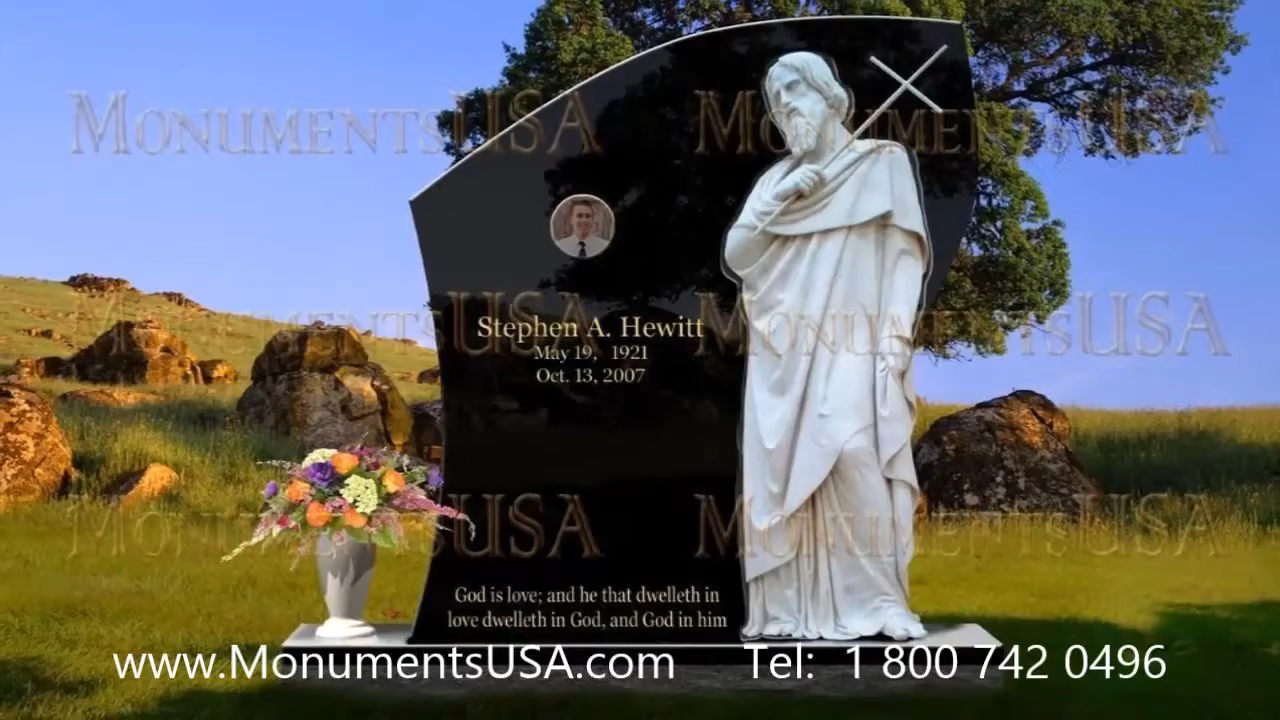 MonumentsUSA MonumentsUSA
Stephen A. Hewitt
MonumentsUSA MonumentsUSA
May 19, 1921
Oct. 13, 2007
MonumentsUSA MonumentsUSA
God is love; and he that dwelleth in
love dwelleth in God, and God in him
www.MonumentsUSA.com Tel: 1 800 742 0496